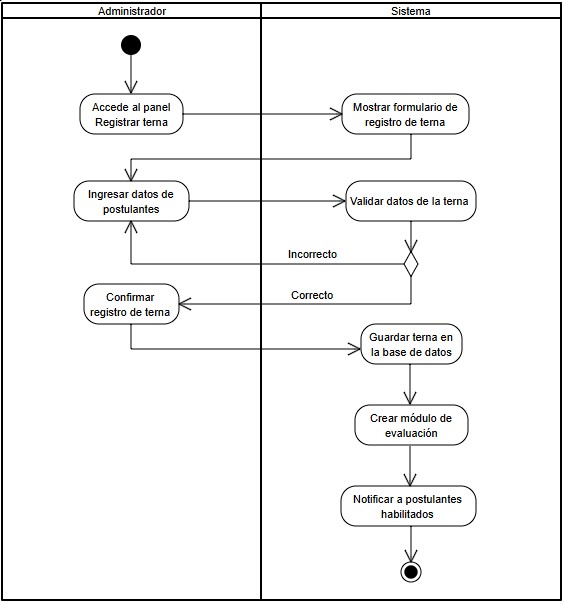 Administrador
Sistema
Accede al panel
Registrar terna
Mostrar formulario de
registro de terna
Ingresar datos de
postulantes
Validar datos de la terna
Incorrecto
Correcto
Confirmar
registro de terna
Guardar terna en
la base de datos
Crear módulo de
evaluación
Notificar a postulantes
habilitados